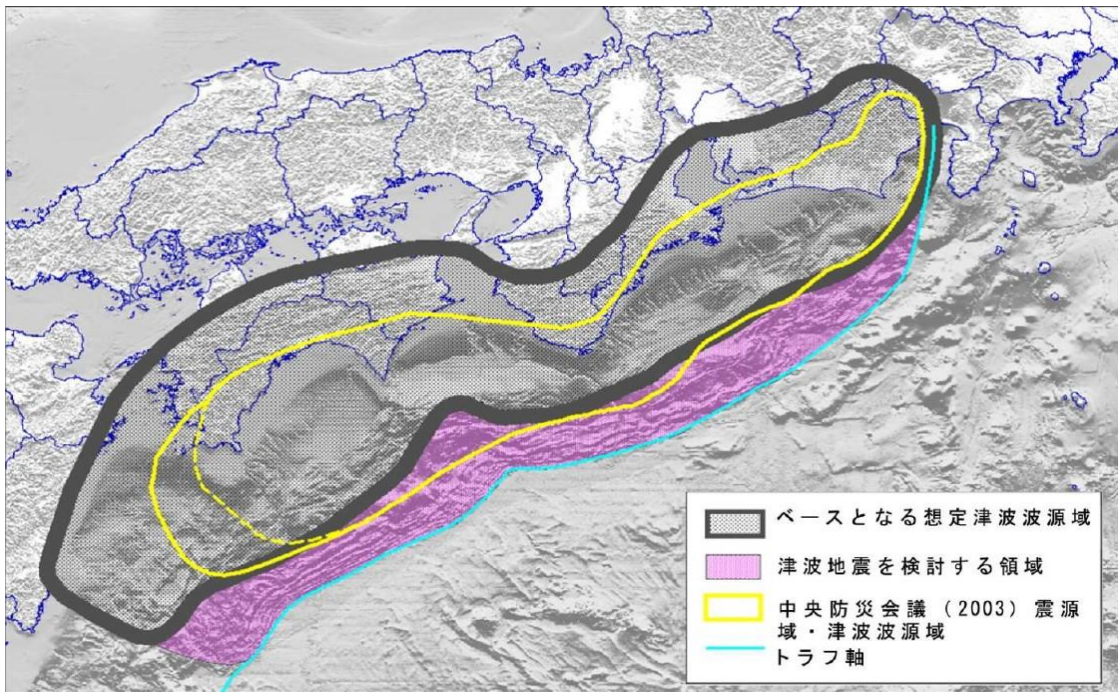 ベースとなる想定津波波源域
津波地震を検討する領域
中央防災会議（2003）震源
域・津波波源域
トラフ軸